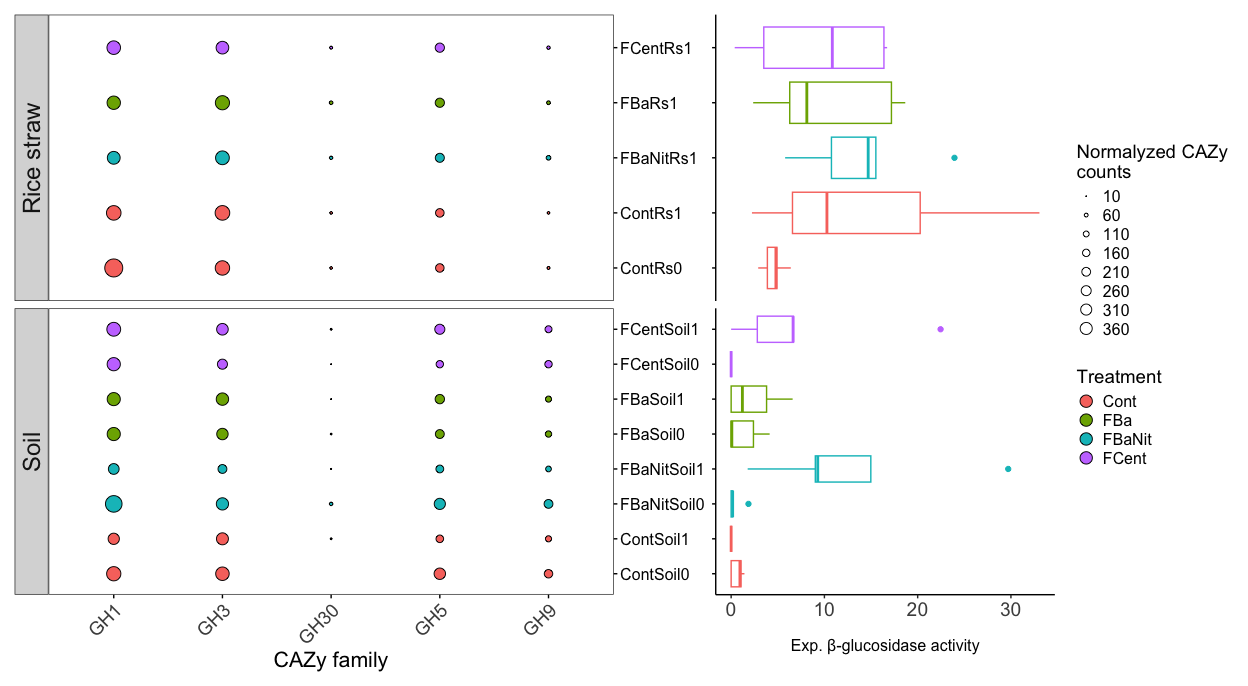 Rice straw
FCentRs1
FBaRs1
FBaNitRs1
ContRs1
ContRs0
Soil
FCentSoil1
FCentSoil0
FBaSoil1
FBaSoil0
FBaNitSoil1
FBaNitSoil0
ContSoil1
ContSoil0
GH1 GH3 GH30 GH5 GH9
CAZy family
0 10 20 30
Exp. β-glucosidase activity
Normalyzed CAZy
counts
10
60
110
160
210
260
310
360
Treatment
Cont
FBa
FBaNit
FCent